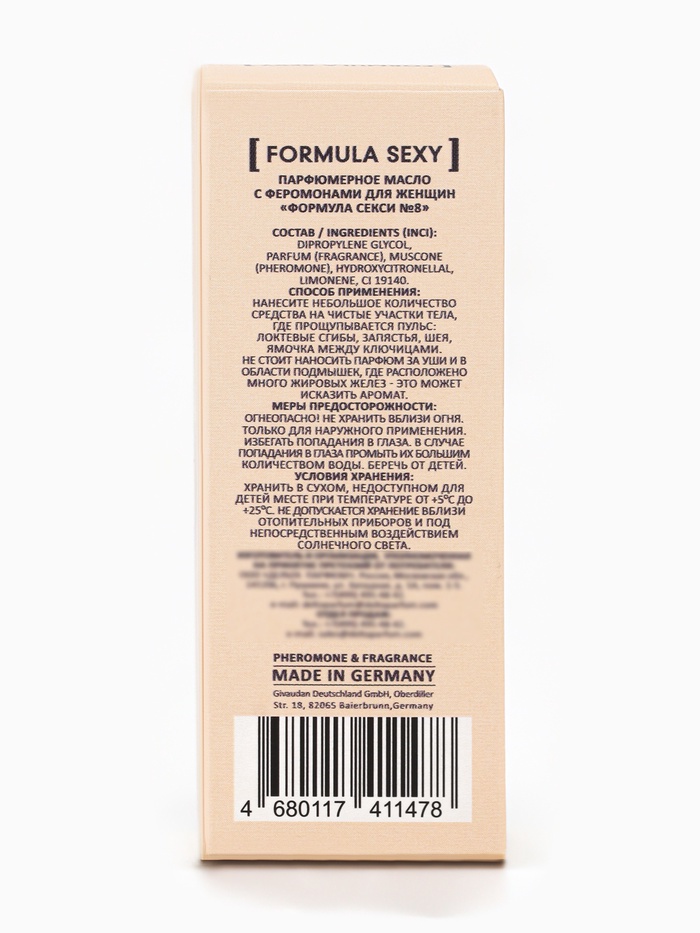 [ FORMULA SEXY ]
ПАРФЮМЕРНОЕ МАСЛО
С ФЕРОМОНАМИ ДЛЯ ЖЕНЩИН
«ФОРМУЛА СЕКСИ №8»
СОСТАВ / INGREDIENTS (INCI):
DIPROPYLENE GLYCOL,
PARFUM (FRAGRANCE), MUSCONE
(PHEROMONE), HYDROXYCITRONELLAL,
LIMONENE, CI 19140.
СПОСОБ ПРИМЕНЕНИЯ:
НАНЕСИТЕ НЕБОЛЬШОЕ КОЛИЧЕСТВО
СРЕДСТВА НА ЧИСТЫЕ УЧАСТКИ ТЕЛА,
ГДЕ ПРОЩУПЫВАЕТСЯ ПУЛЬС:
ЛОКТЕВЫЕ СГИБЫ, ЗАПЯСТЬЯ, ШЕЯ,
ЯМОЧКА МЕЖДУ КЛЮЧИЦАМИ.
НЕ СТОИТ НАНОСИТЬ ПАРФЮМ ЗА УШИ И В
ОБЛАСТИ ПОДМЫШЕК, ГДЕ РАСПОЛОЖЕНО
МНОГО ЖИРОВЫХ ЖЕЛЕЗ - ЭТО МОЖЕТ
ИСКАЗИТЬ АРОМАТ.
МЕРЫ ПРЕДОСТОРОЖНОСТИ:
ОГНЕОПАСНО! НЕ ХРАНИТЬ ВБЛИЗИ ОГНЯ.
ТОЛЬКО ДЛЯ НАРУЖНОГО ПРИМЕНЕНИЯ.
ИЗБЕГАТЬ ПОПАДАНИЯ В ГЛАЗА. В СЛУЧАЕ
ПОПАДАНИЯ В ГЛАЗА ПРОМЫТЬ ИХ БОЛЬШИМ
КОЛИЧЕСТВОМ ВОДЫ. БЕРЕЧЬ ОТ ДЕТЕЙ.
УСЛОВИЯ ХРАНЕНИЯ:
ХРАНИТЬ В СУХОМ, НЕДОСТУПНОМ ДЛЯ
ДЕТЕЙ МЕСТЕ ПРИ ТЕМПЕРАТУРЕ ОТ +5°С ДО
+25°С. НЕ ДОПУСКАЕТСЯ ХРАНЕНИЕ ВБЛИЗИ
ОТОПИТЕЛЬНЫХ ПРИБОРОВ И ПОД
НЕПОСРЕДСТВЕННЫМ ВОЗДЕЙСТВИЕМ
СОЛНЕЧНОГО СВЕТА.
PHEROMONE & FRAGRANCE
MADE IN GERMANY
Givaudan Deutschland GmbH, Oberdiller
Str. 18, 82065 Baierbrunn,Germany
4 680117 411478